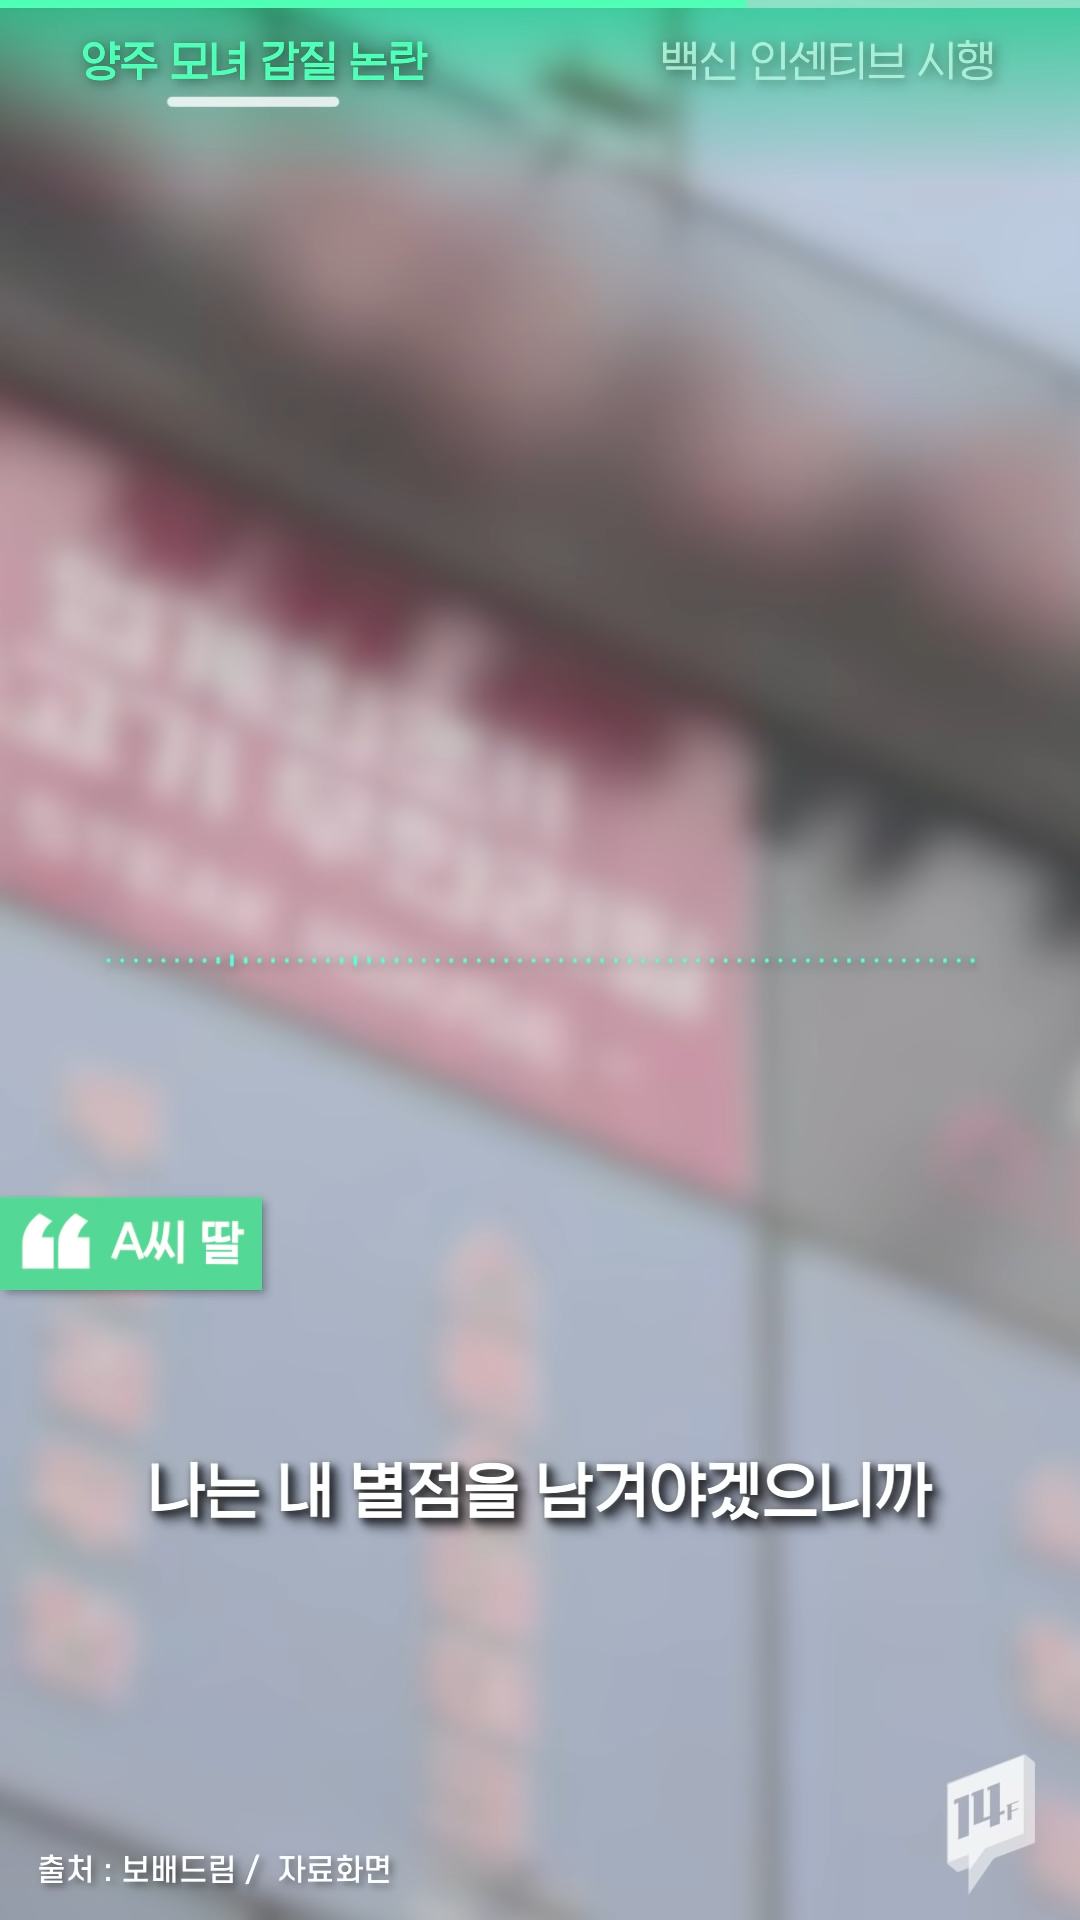 양주 모녀 갑질 논란
백신 인센티브 시행
A씨 딸
나는 내 별점을 남겨야겠으니까
14F
출처 : 보배드림 / 자료화면